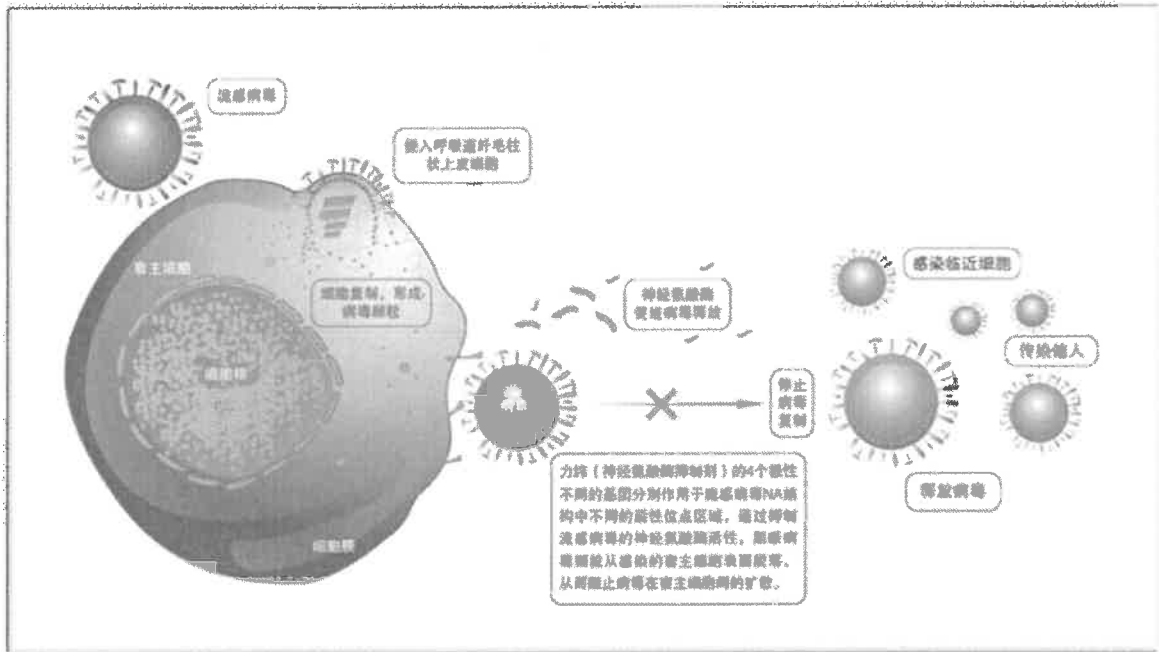 流感病毒
侵入呼吸道纤毛柱
状上皮细胞
宿主细胞
细胞复制，形成
病毒颗粒
细胞核
神经氨酸酶
促进病毒释放
感染临近细胞
传染他人
停止
病毒
复制
释放病毒
力纬（神经氨酸酶抑制剂）的4个极性
不同的基团分别作用于流感病毒NA结
构中不同的活性位点区域，通过抑制
流感病毒的神经氨酸酶活性，阻碍病
毒颗粒从感染的宿主细胞表面脱落，
从而阻止病毒在宿主细胞间的扩散。